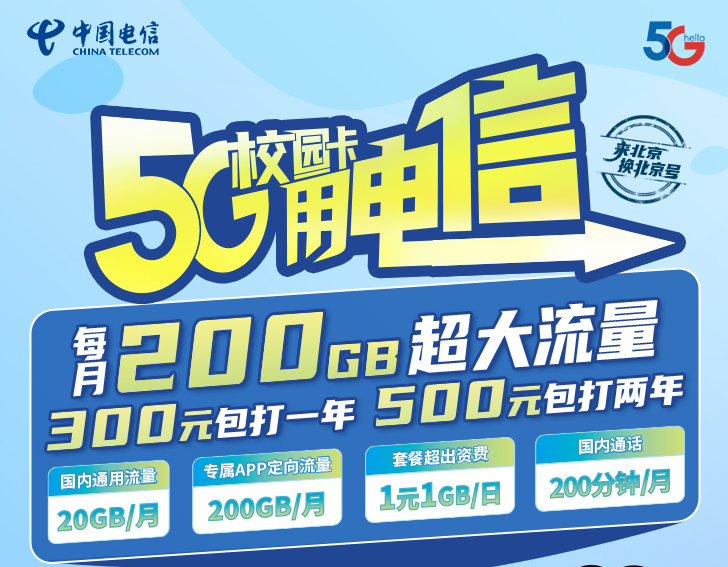 中国电信
CHINA TELECOM
5G hello
5G校园卡
用电信
来北京
换北京号
每月200GB超大流量
300元包打一年 500元包打两年
国内通用流量
20GB/月
专属APP定向流量
200GB/月
套餐超出资费
1元1GB/日
国内通话
200分钟/月